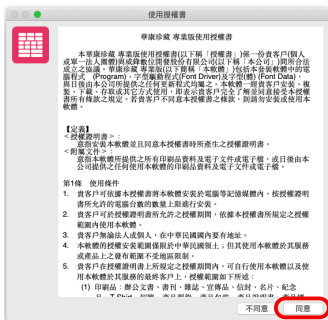 使用授權書
華康珍藏 專業版使用授權書
本華康珍藏 專業版使用授權書(以下稱「授權書」)係一份貴客戶(個人
或單一法人團體)與威鋒數位開發股份有限公司(以下稱「本公司」)間所合法
成立之協議。華康珍藏 專業版(以下簡稱「本軟體」)包括本套裝軟體中的電
腦程式 (Program)、字型驅動程式(Font Driver)及字型(體) (Font Data),
與日後由本公司所提供之任何更新程式均屬之。本軟體一經貴客戶安裝、複
製、下載、存取或其它方式使用,即表示貴客戶已完全了解並同意接受本授權
書所有條款之規定。若貴客戶不同意本授權書之條款,則請勿安裝或使用本
軟體。
【定義】
<授權證明書>:
意指安裝本軟體並且同意本授權書時所產生之授權證明書。
<附屬文件>:
意指本軟體所提供之所有印刷品資料及電子文件或電子檔,或日後由本
公司提供之任何使用本軟體的印刷品資料及電子文件或電子檔。
第1條 使用條件
1. 貴客戶可依據本授權書將本軟體安裝於電腦等記憶媒體內,按授權證明
書所允許的電腦台數的數量上限進行安裝。
2. 貴客戶可於授權證明書所允許之授權期間,依據本授權書所規定之授權
範圍內使用本軟體。
3. 貴客戶無論法人或個人,在中華民國國內要有地址。
4. 本軟體的授權安裝範圍僅限於中華民國領土;但其使用本軟體於其服務
或產品上之發布範圍不受地區限制。
5. 貴客戶在授權證明書上所規定之授權期間內,可自行使用本軟體以及使
用本軟體於其服務的最終客戶上,授權範圍如下所述:
(1) 印刷品:辦公文書、書刊、雜誌、宣傳品、信封、名片、紀念
不同意
同意